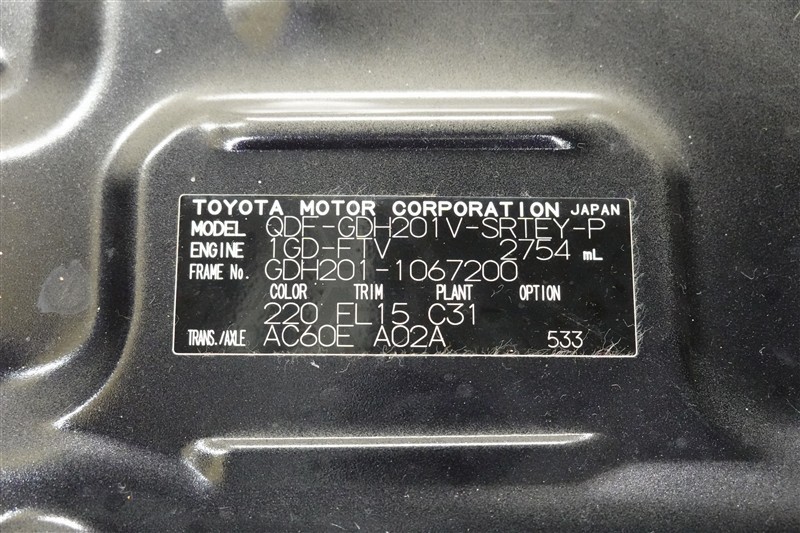 TOYOTA MOTOR CORPORATION JAPAN
MODEL QDF-GDH201V-SRTEY-P
ENGINE 1GD-FTV 2754 mL
FRAME No. GDH201-1067200
COLOR TRIM PLANT OPTION
220 FL15 C31
TRANS./AXLE AC60E A02A 533